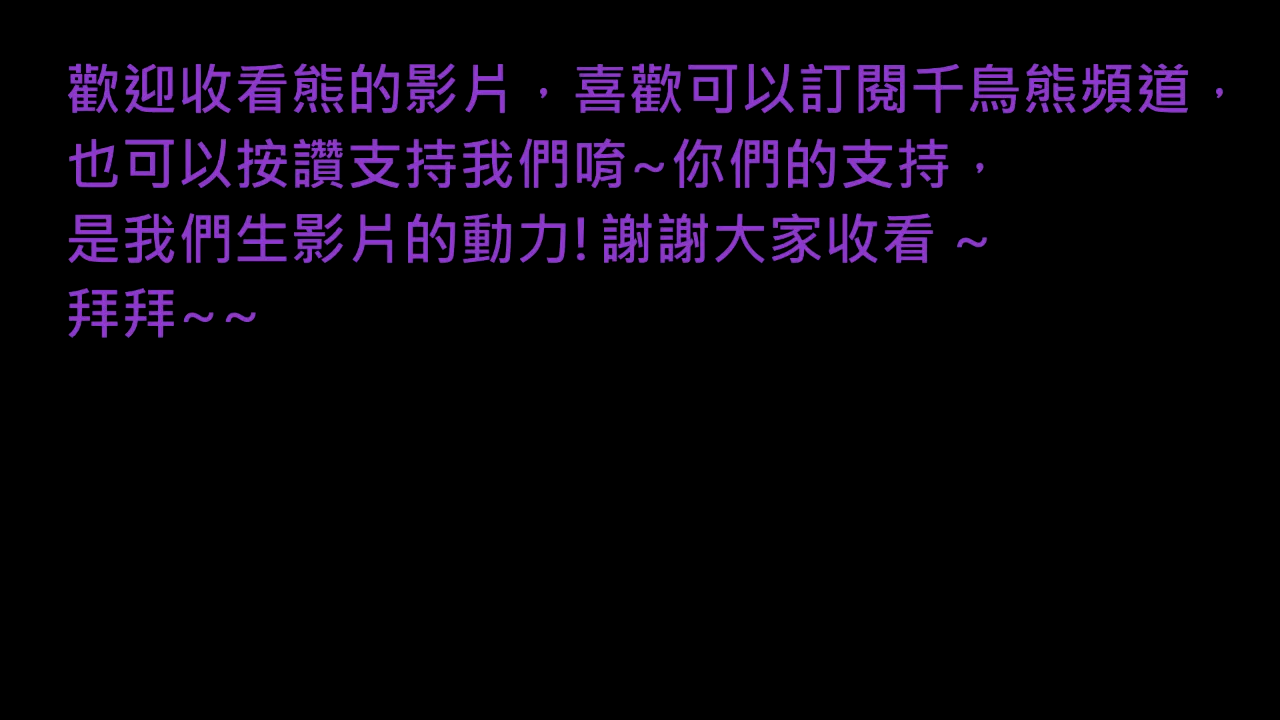 歡迎收看熊的影片，喜歡可以訂閱千鳥熊頻道，
也可以按讚支持我們唷~你們的支持，
是我們生影片的動力! 謝謝大家收看 ~
拜拜~~